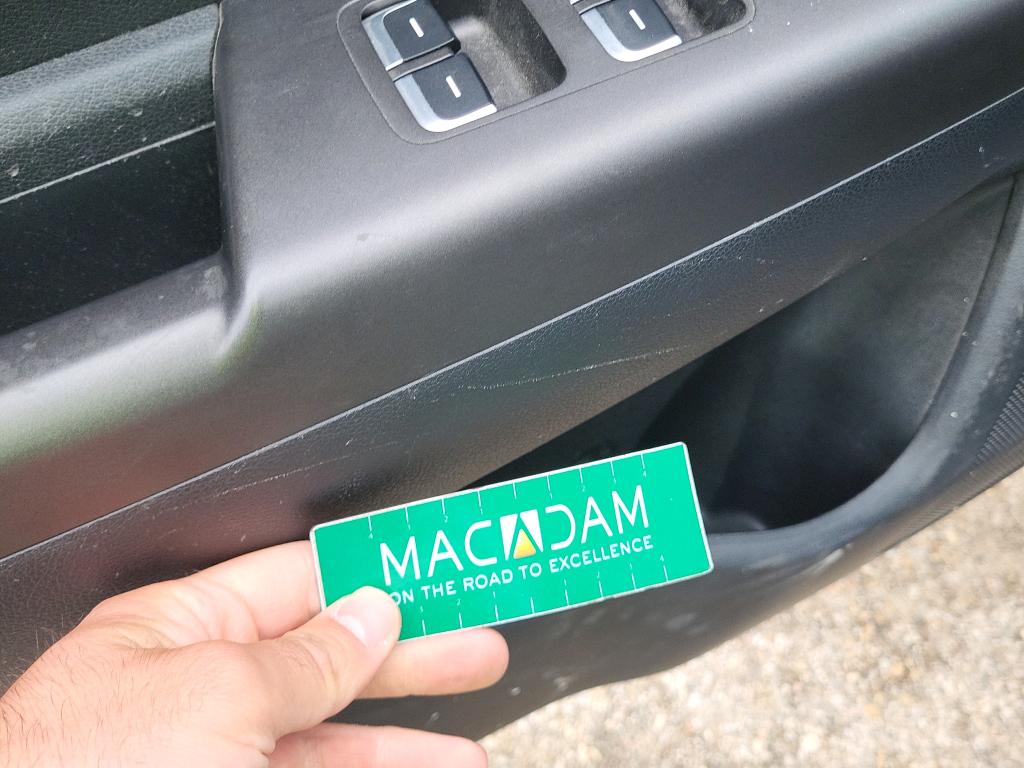 MACADAM
ON THE ROAD TO EXCELLENCE